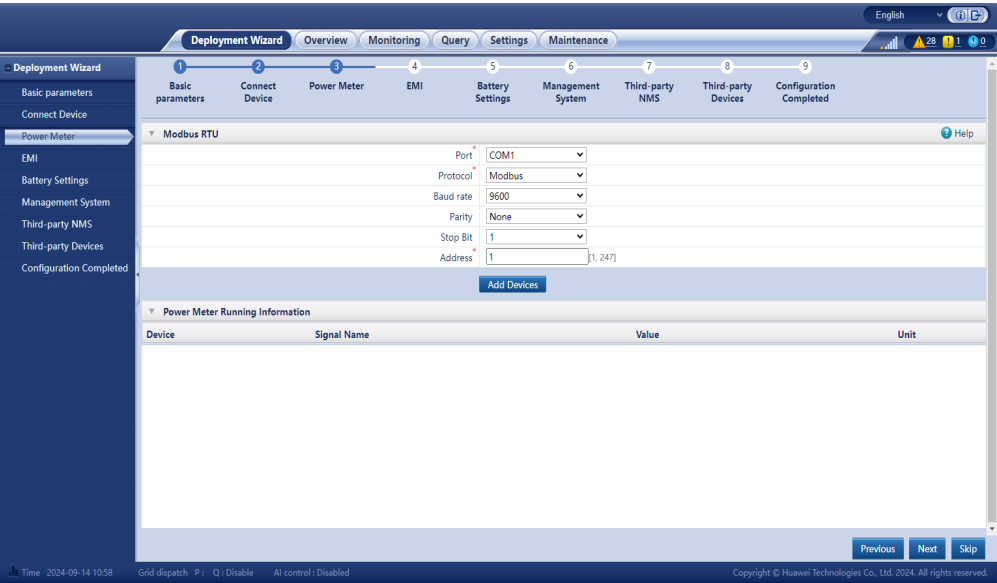 English
Deployment Wizard Overview Monitoring Query Settings Maintenance
28 1 0
Deployment Wizard
Basic parameters
Connect Device
Power Meter
EMI
Battery Settings
Management System
Third-party NMS
Third-party Devices
Configuration Completed
1 2 3 4 5 6 7 8 9
Basic parameters
Connect Device
Power Meter
EMI
Battery Settings
Management System
Third-party NMS
Third-party Devices
Configuration Completed
Modbus RTU
Help
Port * COM1
Protocol * Modbus
Baud rate 9600
Parity None
Stop Bit 1
Address * 1 [1, 247]
Add Devices
Power Meter Running Information
Device Signal Name Value Unit
Previous Next Skip
Time 2024-09-14 10:58 Grid dispatch P : Q : Disable AI control : Disabled Copyright © Huawei Technologies Co., Ltd. 2024. All rights reserved.